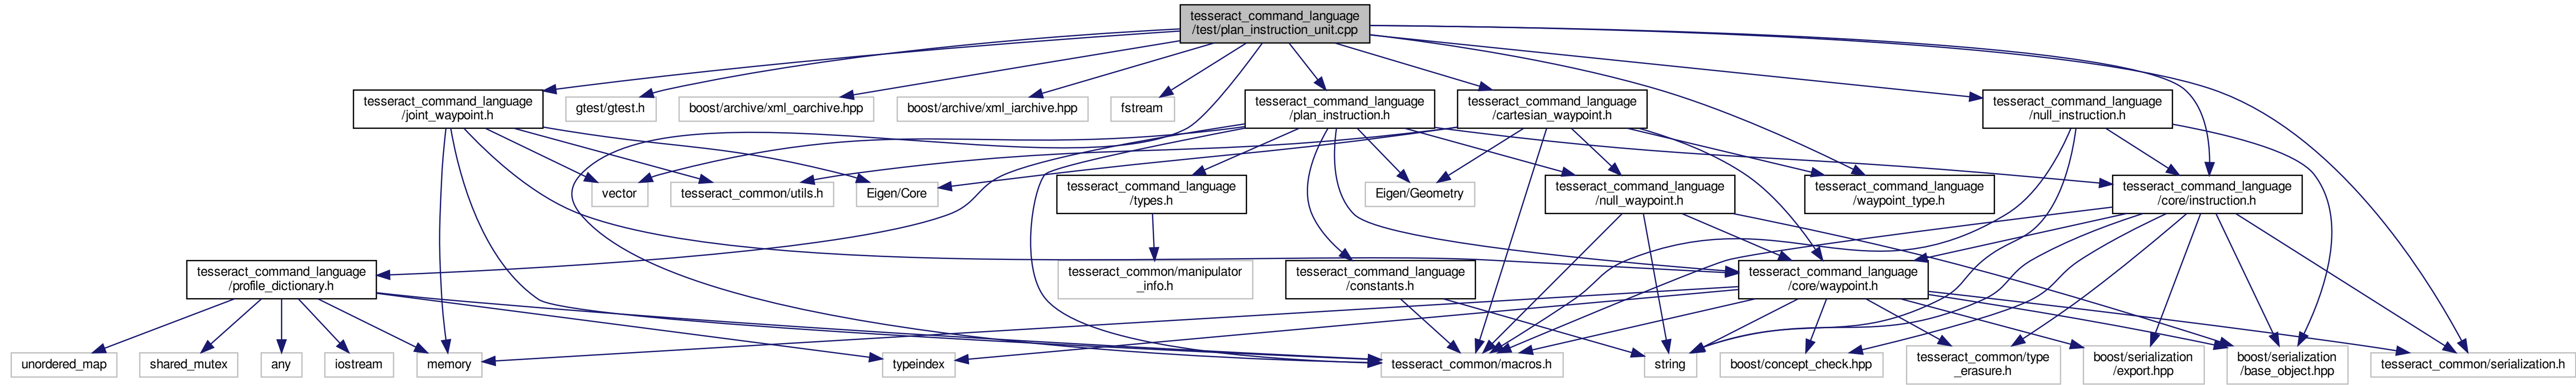 tesseract_command_language
/test/plan_instruction_unit.cpp
tesseract_command_language
/joint_waypoint.h
gtest/gtest.h
boost/archive/xml_oarchive.hpp
boost/archive/xml_iarchive.hpp
fstream
tesseract_command_language
/plan_instruction.h
tesseract_command_language
/cartesian_waypoint.h
tesseract_command_language
/null_instruction.h
vector
tesseract_common/utils.h
Eigen/Core
tesseract_command_language
/types.h
Eigen/Geometry
tesseract_command_language
/null_waypoint.h
tesseract_command_language
/waypoint_type.h
tesseract_command_language
/core/instruction.h
tesseract_command_language
/profile_dictionary.h
tesseract_common/manipulator
_info.h
tesseract_command_language
/constants.h
tesseract_command_language
/core/waypoint.h
unordered_map
shared_mutex
any
iostream
memory
typeindex
tesseract_common/macros.h
string
boost/concept_check.hpp
tesseract_common/type
_erasure.h
boost/serialization
/export.hpp
boost/serialization
/base_object.hpp
tesseract_common/serialization.h